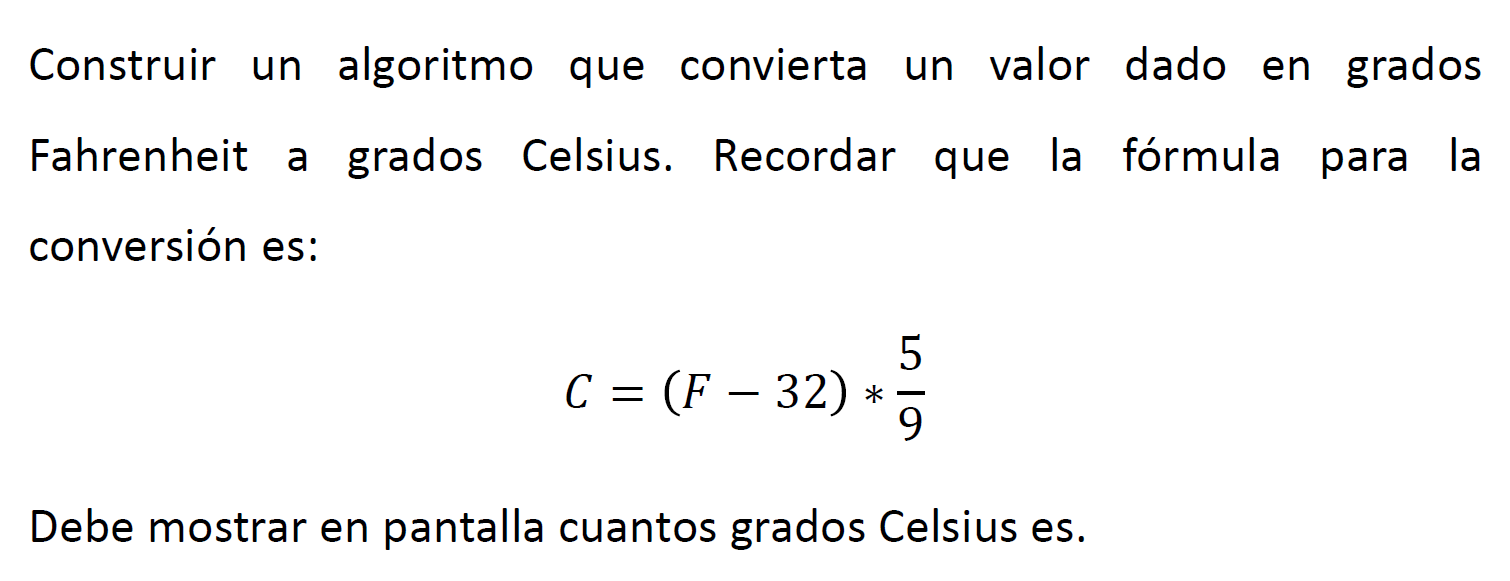 Construir un algoritmo que convierta un valor dado en grados
Fahrenheit a grados Celsius. Recordar que la fórmula para la
conversión es:
C = (F − 32) ∗ 5/9
Debe mostrar en pantalla cuantos grados Celsius es.